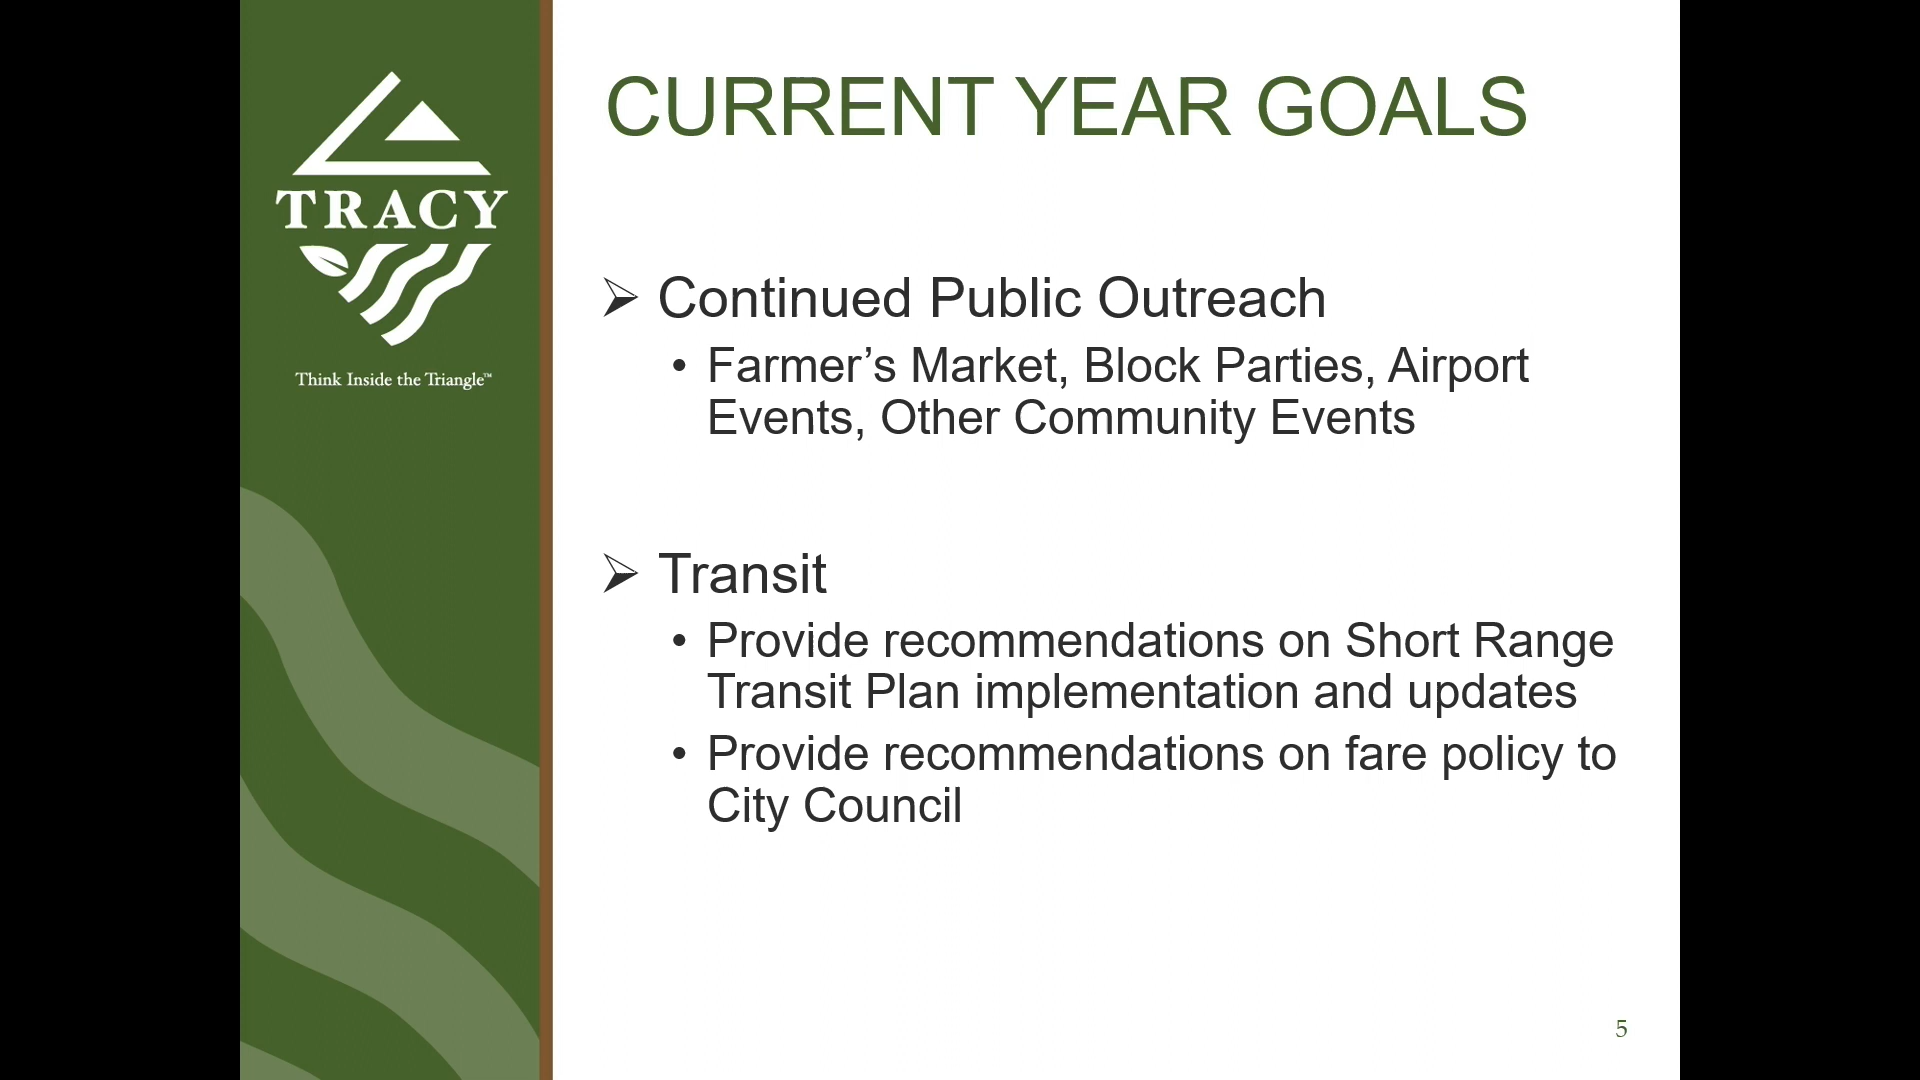 TRACY
Think Inside the Triangle™
CURRENT YEAR GOALS
➢ Continued Public Outreach
• Farmer’s Market, Block Parties, Airport
Events, Other Community Events
➢ Transit
• Provide recommendations on Short Range
Transit Plan implementation and updates
• Provide recommendations on fare policy to
City Council
5